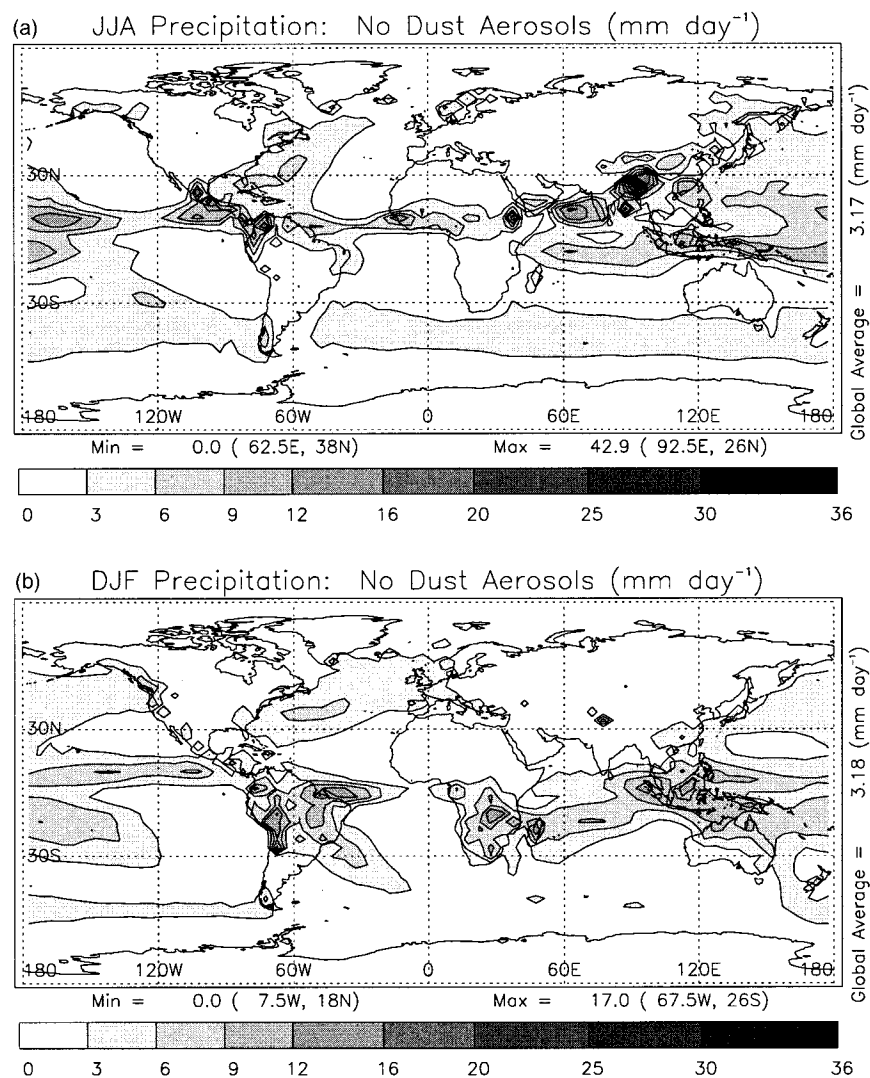 (a) JJA Precipitation: No Dust Aerosols (mm day⁻¹)
30N
30S
180 120W 60W 0 60E 120E 180
Global Average = 3.17 (mm day⁻¹)
Min = 0.0 ( 62.5E, 38N) Max = 42.9 ( 92.5E, 26N)
0 3 6 9 12 16 20 25 30 36
(b) DJF Precipitation: No Dust Aerosols (mm day⁻¹)
30N
30S
180 120W 60W 0 60E 120E 180
Global Average = 3.18 (mm day⁻¹)
Min = 0.0 ( 7.5W, 18N) Max = 17.0 ( 67.5W, 26S)
0 3 6 9 12 16 20 25 30 36